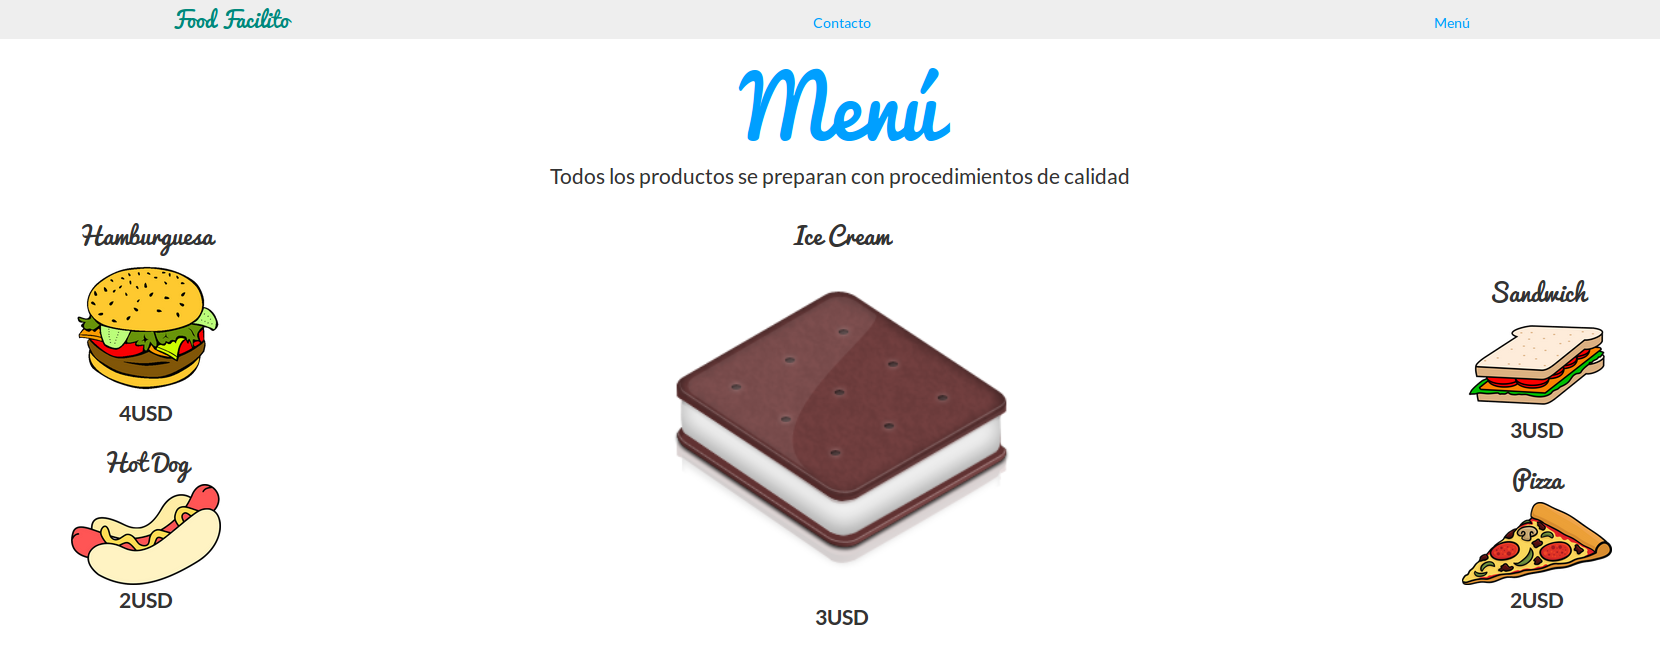 Food Facilito
Contacto
Menú
Menú
Todos los productos se preparan con procedimientos de calidad
Hamburguesa
4USD
Hot Dog
2USD
Ice Cream
3USD
Sandwich
3USD
Pizza
2USD